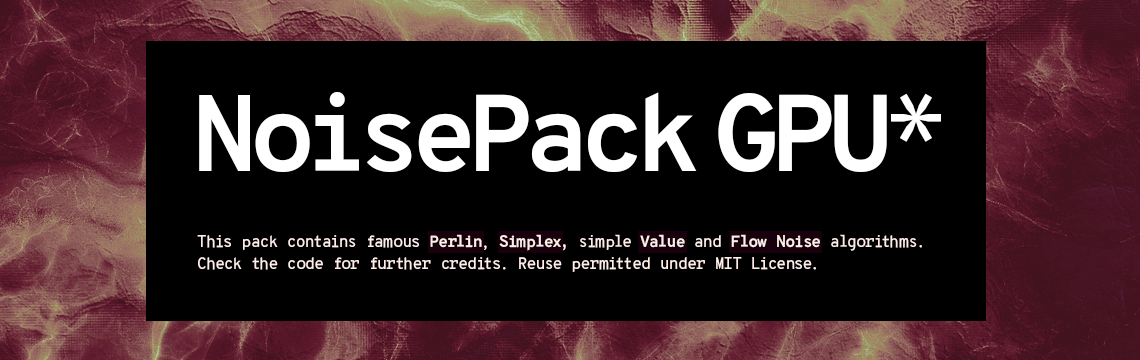 NoisePack GPU*
This pack contains famous Perlin, Simplex, simple Value and Flow Noise algorithms.
Check the code for further credits. Reuse permitted under MIT License.